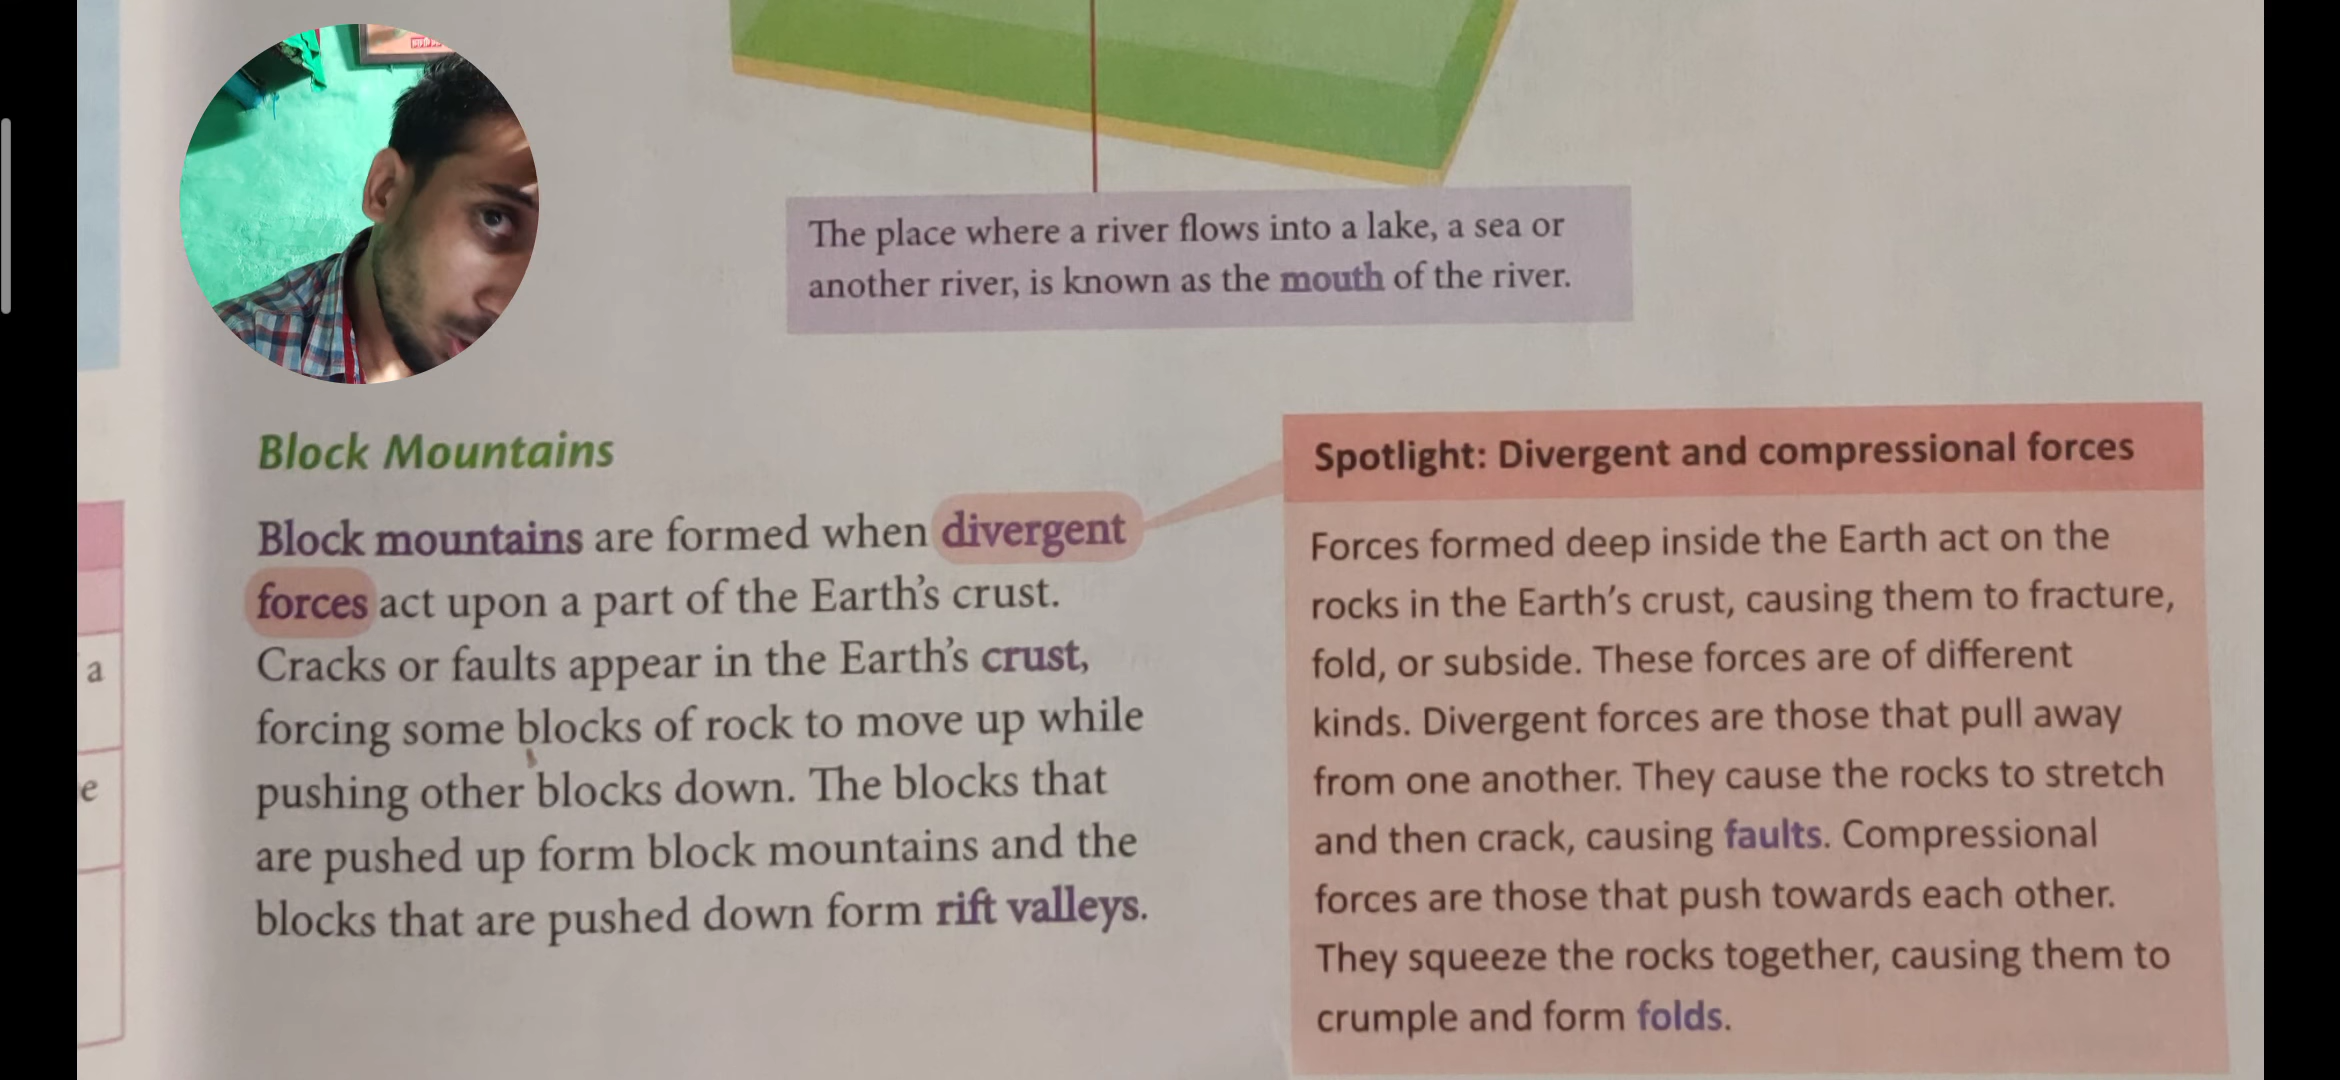 The place where a river flows into a lake, a sea or
another river, is known as the mouth of the river.
Block Mountains
Block mountains are formed when divergent
forces act upon a part of the Earth's crust.
Cracks or faults appear in the Earth's crust,
forcing some blocks of rock to move up while
pushing other blocks down. The blocks that
are pushed up form block mountains and the
blocks that are pushed down form rift valleys.
Spotlight: Divergent and compressional forces
Forces formed deep inside the Earth act on the
rocks in the Earth's crust, causing them to fracture,
fold, or subside. These forces are of different
kinds. Divergent forces are those that pull away
from one another. They cause the rocks to stretch
and then crack, causing faults. Compressional
forces are those that push towards each other.
They squeeze the rocks together, causing them to
crumple and form folds.
a
e